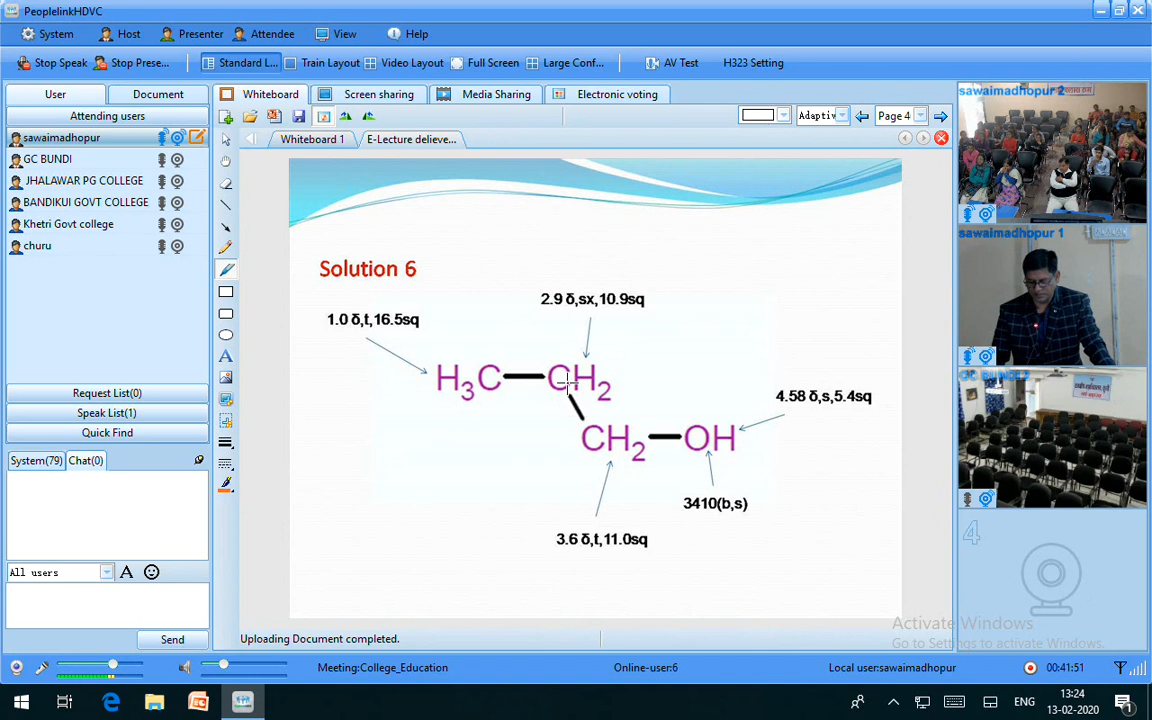 PeoplelinkHDVC
System Host Presenter Attendee View Help
Stop Speak Stop Prese... Standard L... Train Layout Video Layout Full Screen Large Conf... AV Test H323 Setting
User Document
Attending users
sawaimadhopur
GC BUNDI
JHALAWAR PG COLLEGE
BANDIKUI GOVT COLLEGE
Khetri Govt college
churu
Request List(0)
Speak List(1)
Quick Find
System(79) Chat(0)
All users A
Send
Whiteboard Screen sharing Media Sharing Electronic voting
Adaptiv Page 4
Whiteboard 1 E-Lecture delieve...
Solution 6
2.9 δ,sx,10.9sq
1.0 δ,t,16.5sq
H3C CH2
4.58 δ,s,5.4sq
CH2 OH
3410(b,s)
3.6 δ,t,11.0sq
Uploading Document completed.
sawaimadhopur 2
sawaimadhopur 1
GC BUNDI
4
Activate Windows
Go to Settings to activate Windows.
Meeting:College_Education Online-user:6 Local user:sawaimadhopur 00:41:51
ENG 13:24
13-02-2020
1